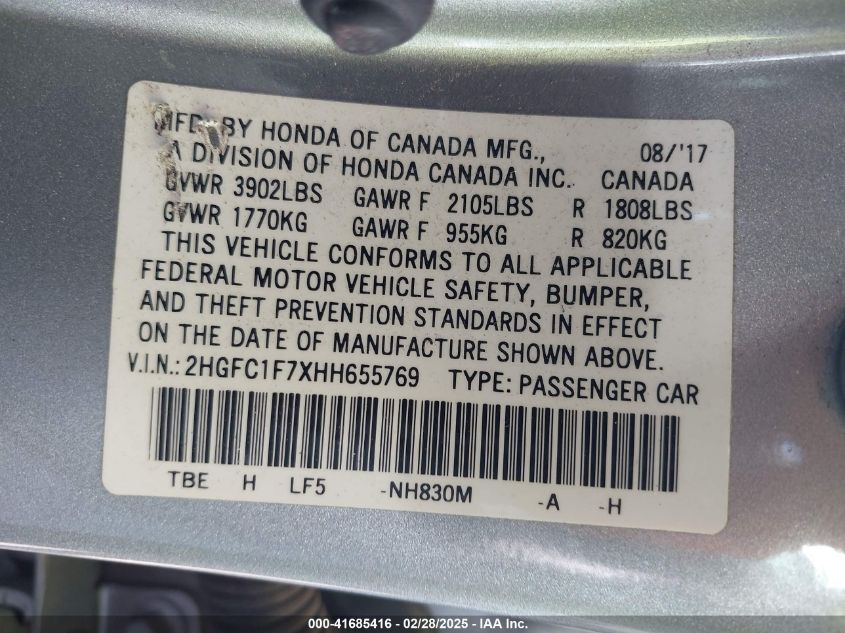 MFD. BY HONDA OF CANADA MFG., 08/'17
A DIVISION OF HONDA CANADA INC. CANADA
GVWR 3902LBS GAWR F 2105LBS R 1808LBS
GVWR 1770KG GAWR F 955KG R 820KG
THIS VEHICLE CONFORMS TO ALL APPLICABLE
FEDERAL MOTOR VEHICLE SAFETY, BUMPER,
AND THEFT PREVENTION STANDARDS IN EFFECT
ON THE DATE OF MANUFACTURE SHOWN ABOVE.
V.I.N.: 2HGFC1F7XHH655769 TYPE: PASSENGER CAR
TBE H LF5 -NH830M -A -H
000-41685416 - 02/28/2025 - IAA Inc.